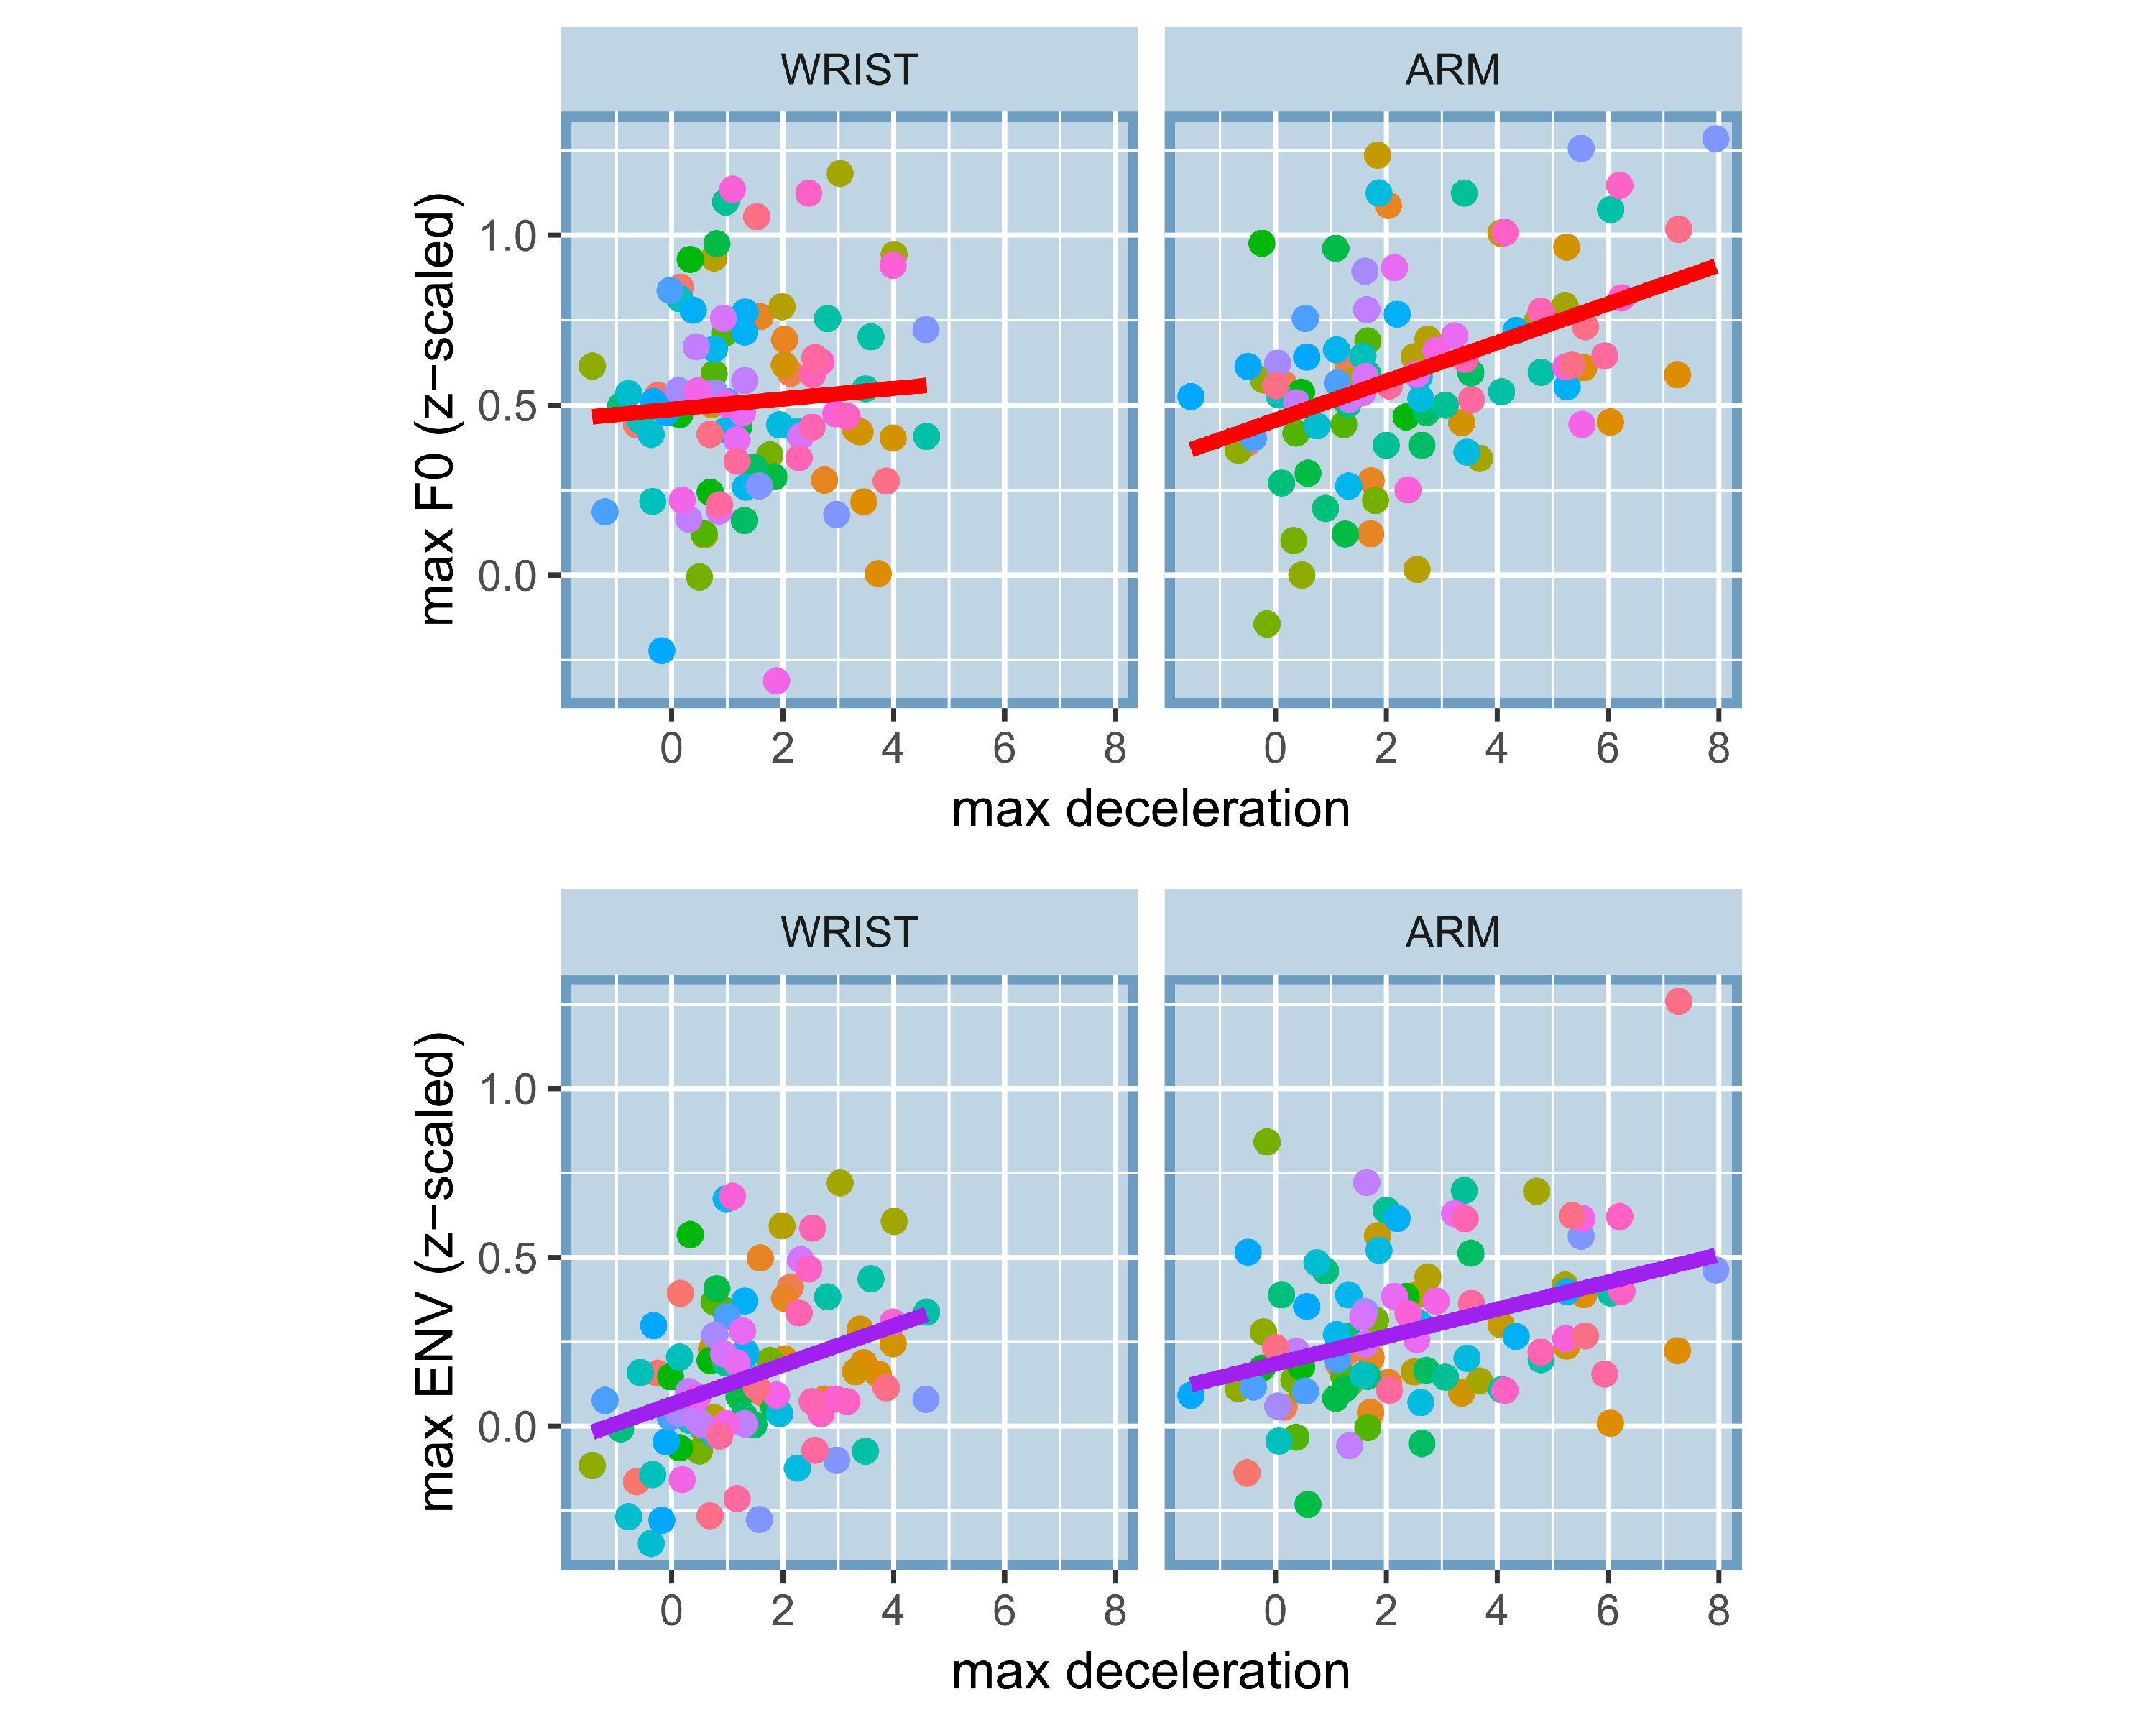 WRIST ARM
max F0 (z−scaled)
1.0
0.5
0.0
0 2 4 6 8 0 2 4 6 8
max deceleration
WRIST ARM
max ENV (z−scaled)
1.0
0.5
0.0
0 2 4 6 8 0 2 4 6 8
max deceleration